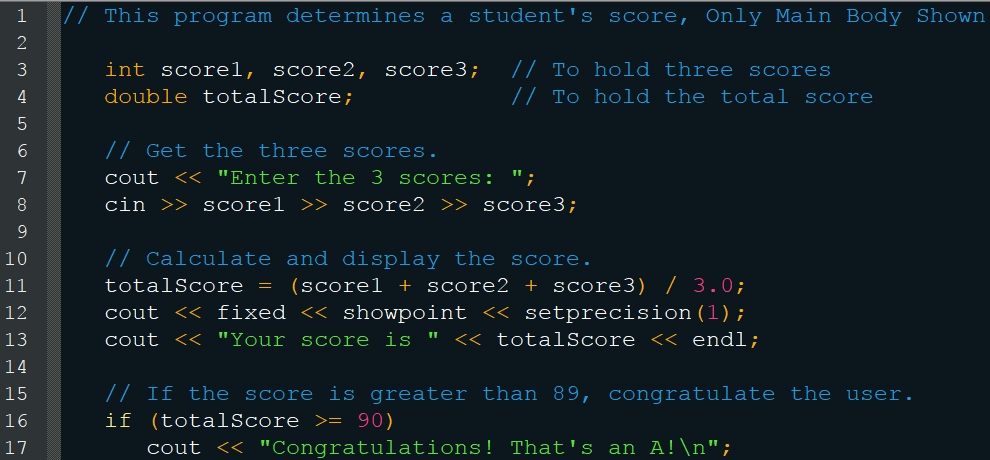 1 // This program determines a student's score, Only Main Body Shown
2
3 int score1, score2, score3; // To hold three scores
4 double totalScore; // To hold the total score
5
6 // Get the three scores.
7 cout << "Enter the 3 scores: ";
8 cin >> score1 >> score2 >> score3;
9
10 // Calculate and display the score.
11 totalScore = (score1 + score2 + score3) / 3.0;
12 cout << fixed << showpoint << setprecision(1);
13 cout << "Your score is " << totalScore << endl;
14
15 // If the score is greater than 89, congratulate the user.
16 if (totalScore >= 90)
17 cout << "Congratulations! That's an A!\n";